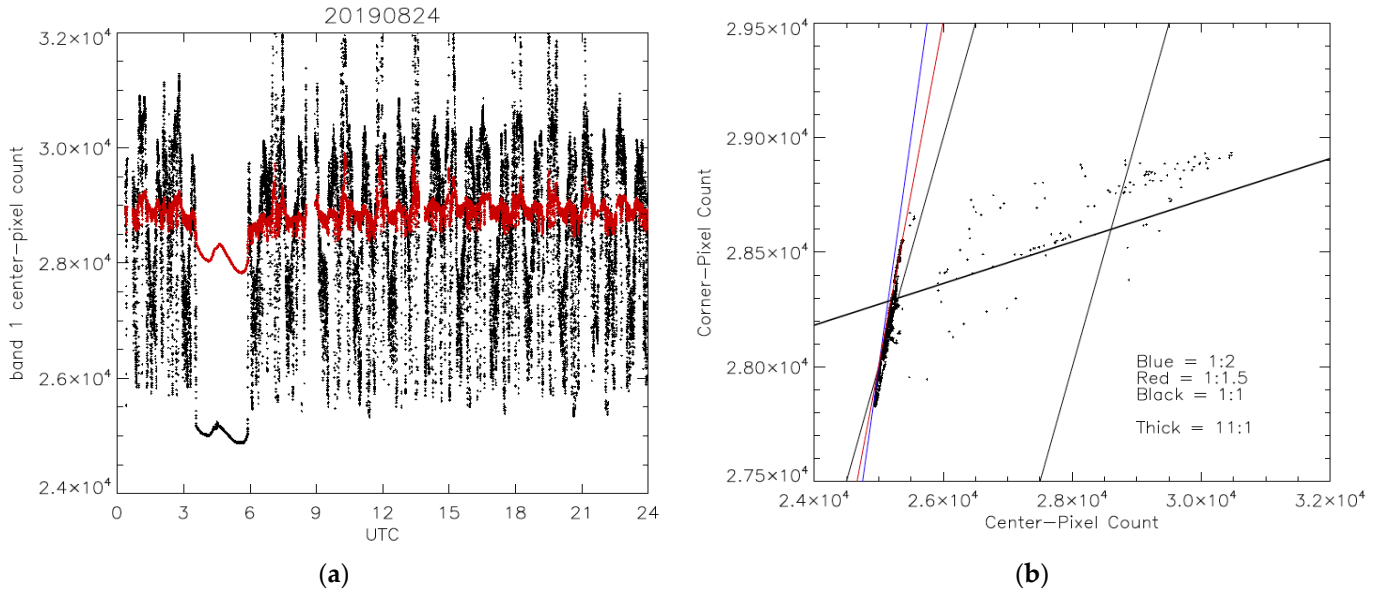 20190824
3.2×10⁴
3.0×10⁴
2.8×10⁴
2.6×10⁴
2.4×10⁴
band 1 center-pixel count
0 3 6 9 12 15 18 21 24
UTC
(a)
2.95×10⁴
2.90×10⁴
2.85×10⁴
2.80×10⁴
2.75×10⁴
Corner-Pixel Count
Blue = 1:2
Red = 1:1.5
Black = 1:1
Thick = 11:1
2.4×10⁴ 2.6×10⁴ 2.8×10⁴ 3.0×10⁴ 3.2×10⁴
Center-Pixel Count
(b)